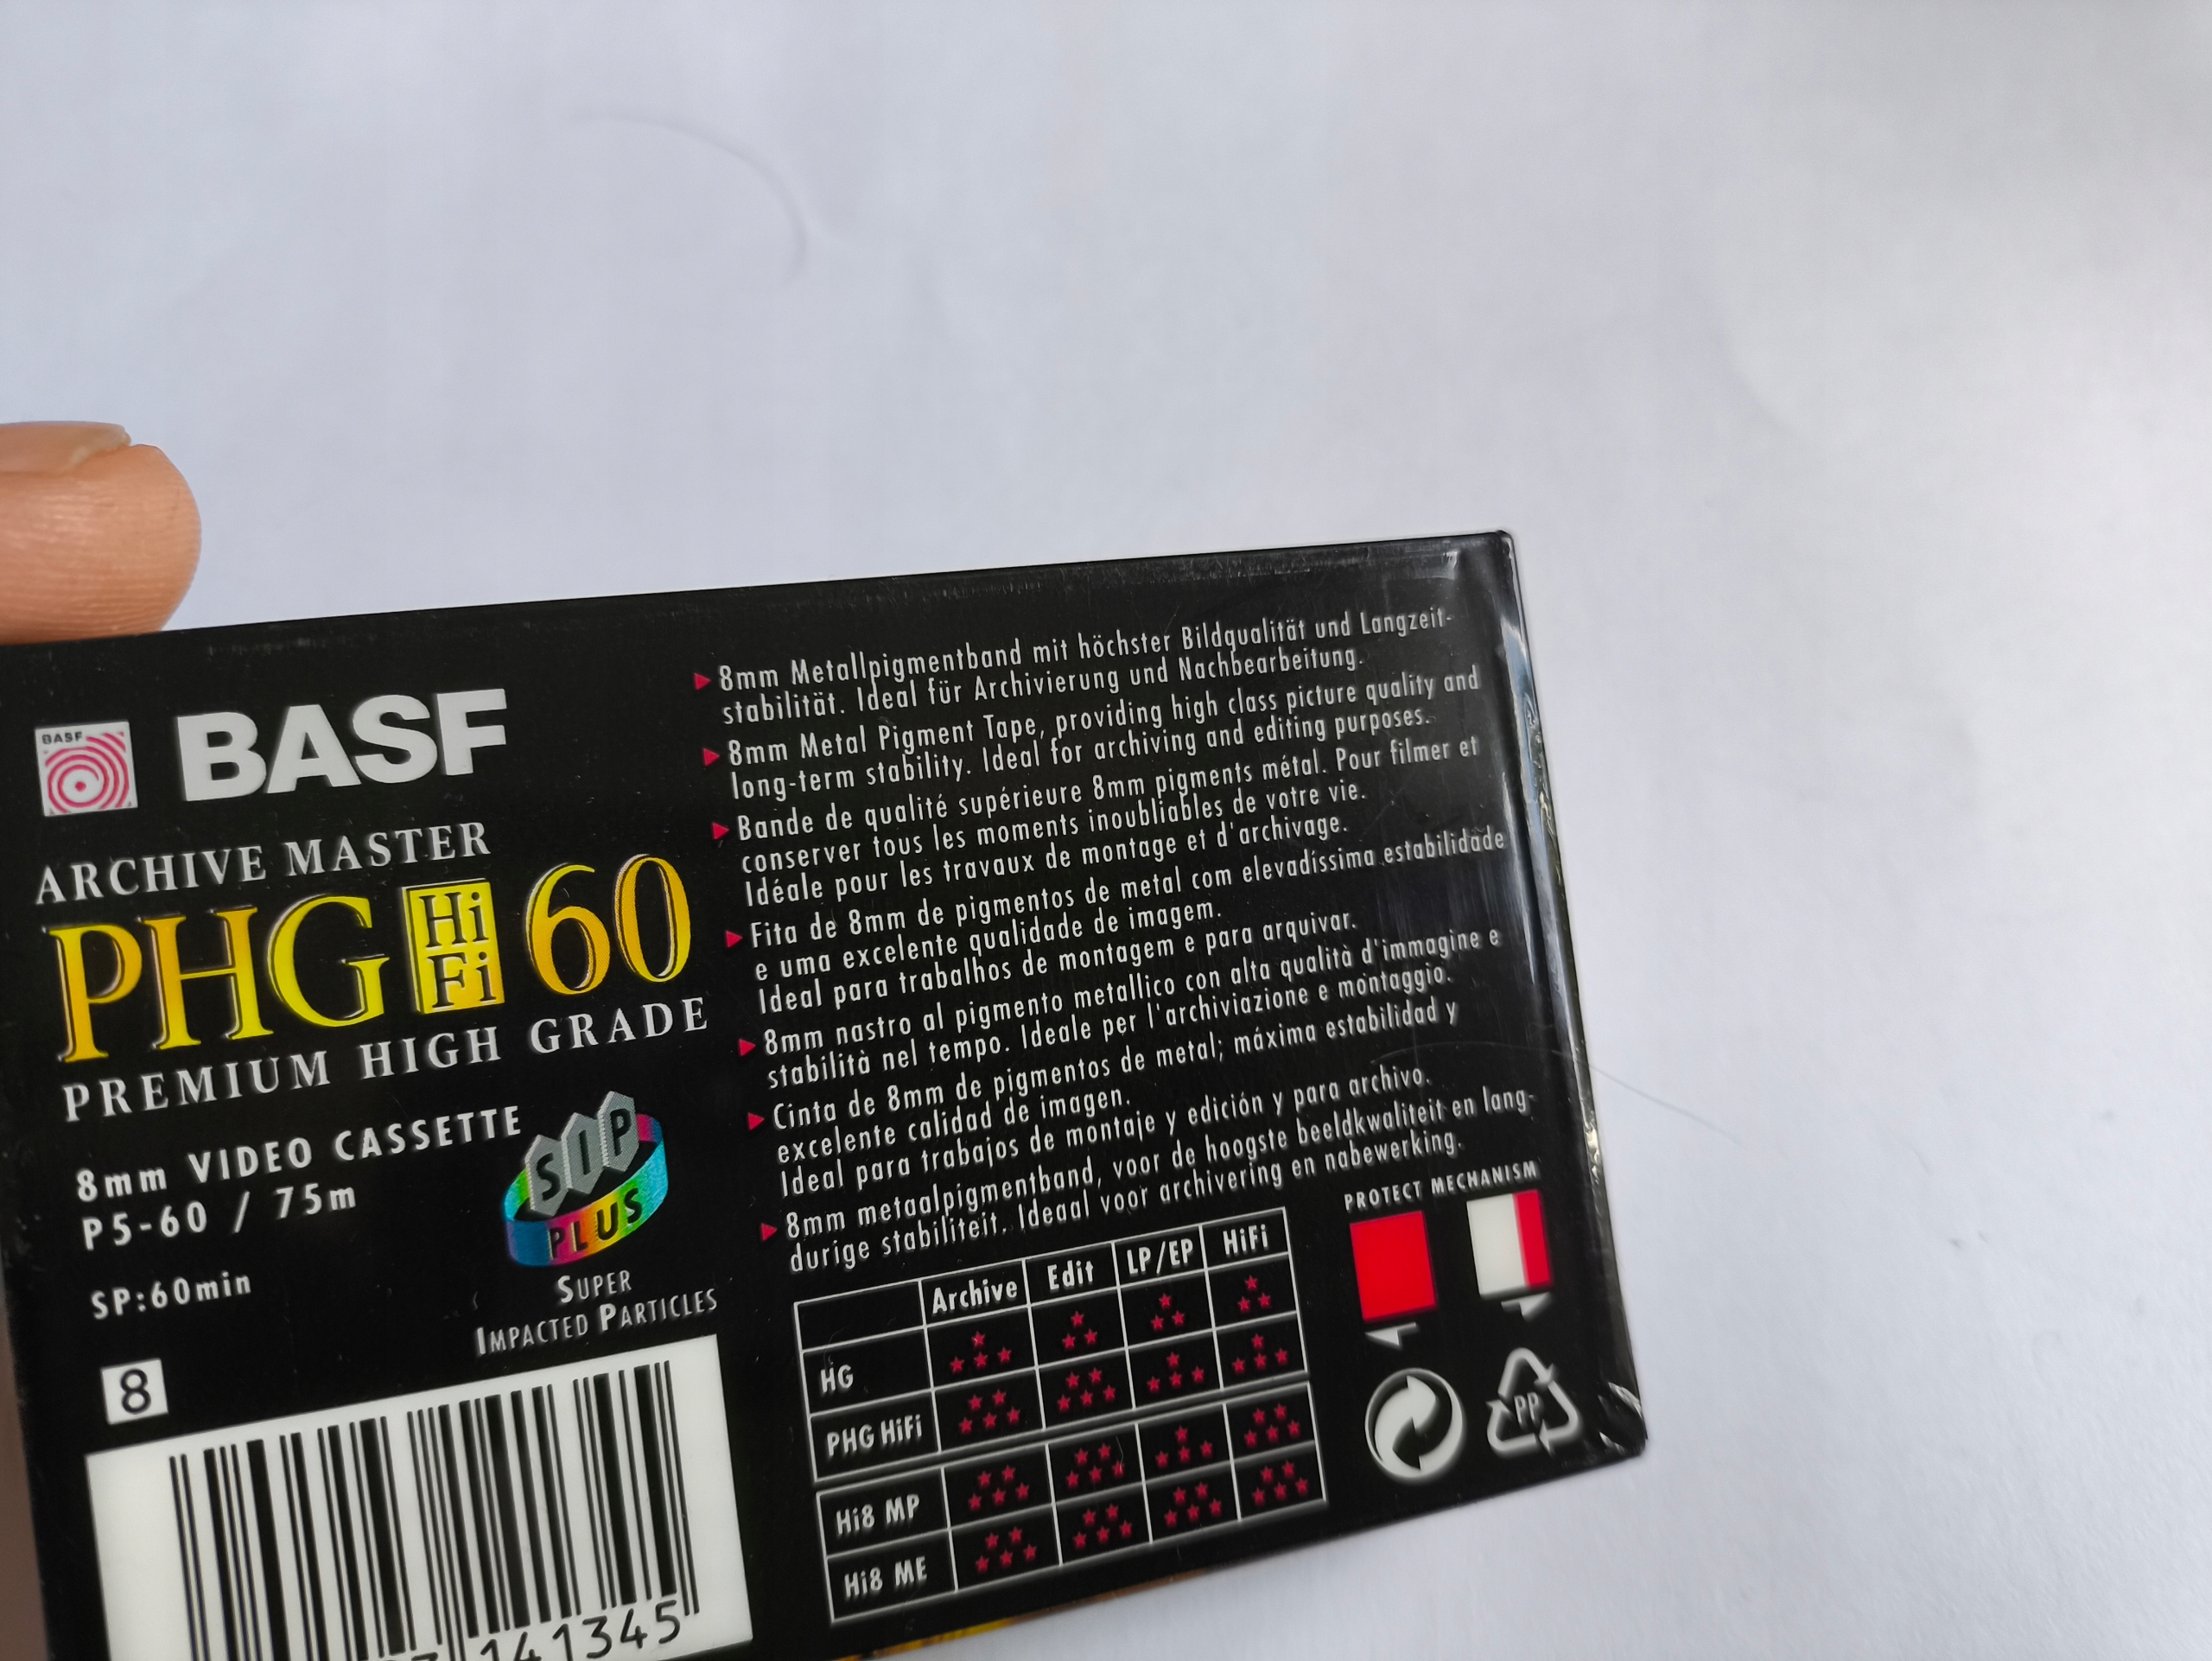 BASF
BASF
ARCHIVE MASTER
PHG Hi Fi 60
PREMIUM HIGH GRADE
8mm VIDEO CASSETTE
P5-60 / 75m
SP:60min
SIP
PLUS
SUPER
IMPACTED PARTICLES
8
141345
8mm Metallpigmentband mit höchster Bildqualität und Langzeit-
stabilität. Ideal für Archivierung und Nachbearbeitung.
8mm Metal Pigment Tape, providing high class picture quality and
long-term stability. Ideal for archiving and editing purposes.
Bande de qualité supérieure 8mm pigments métal. Pour filmer et
conserver tous les moments inoubliables de votre vie.
Idéale pour les travaux de montage et d'archivage.
Fita de 8mm de pigmentos de metal com elevadíssima estabilidade
e uma excelente qualidade de imagem.
Ideal para trabalhos de montagem e para arquivar.
8mm nastro al pigmento metallico con alta qualità d'immagine e
stabilità nel tempo. Ideale per l'archiviazione e montaggio.
Cinta de 8mm de pigmentos de metal; máxima estabilidad y
excelente calidad de imagen.
Ideal para trabajos de montaje y edición y para archivo.
8mm metaalpigmentband, voor de hoogste beeldkwaliteit en lang-
durige stabiliteit. Ideaal voor archivering en nabewerking.
Archive Edit LP/EP HiFi
HG
PHG HiFi
Hi8 MP
Hi8 ME
PROTECT MECHANISM
PP